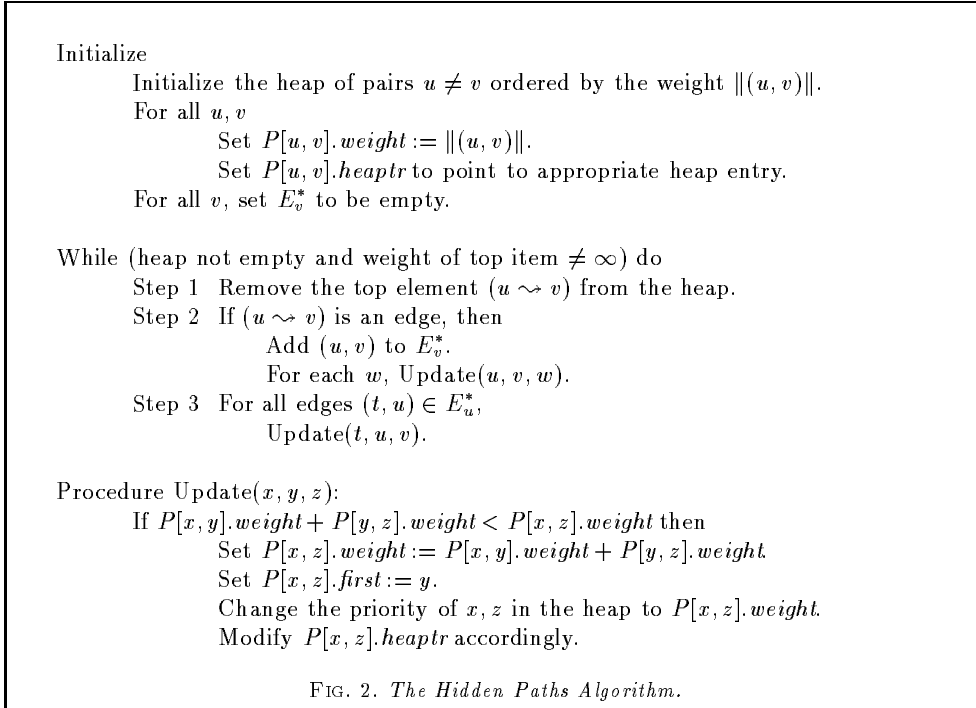 Initialize
Initialize the heap of pairs u ≠ v ordered by the weight ‖(u, v)‖.
For all u, v
Set P[u, v].weight := ‖(u, v)‖.
Set P[u, v].heaptr to point to appropriate heap entry.
For all v, set E*ᵥ to be empty.
While (heap not empty and weight of top item ≠ ∞) do
Step 1 Remove the top element (u ⇝ v) from the heap.
Step 2 If (u ⇝ v) is an edge, then
Add (u, v) to E*ᵥ.
For each w, Update(u, v, w).
Step 3 For all edges (t, u) ∈ E*ᵤ,
Update(t, u, v).
Procedure Update(x, y, z):
If P[x, y].weight + P[y, z].weight < P[x, z].weight then
Set P[x, z].weight := P[x, y].weight + P[y, z].weight.
Set P[x, z].first := y.
Change the priority of x, z in the heap to P[x, z].weight.
Modify P[x, z].heaptr accordingly.
FIG. 2. The Hidden Paths Algorithm.